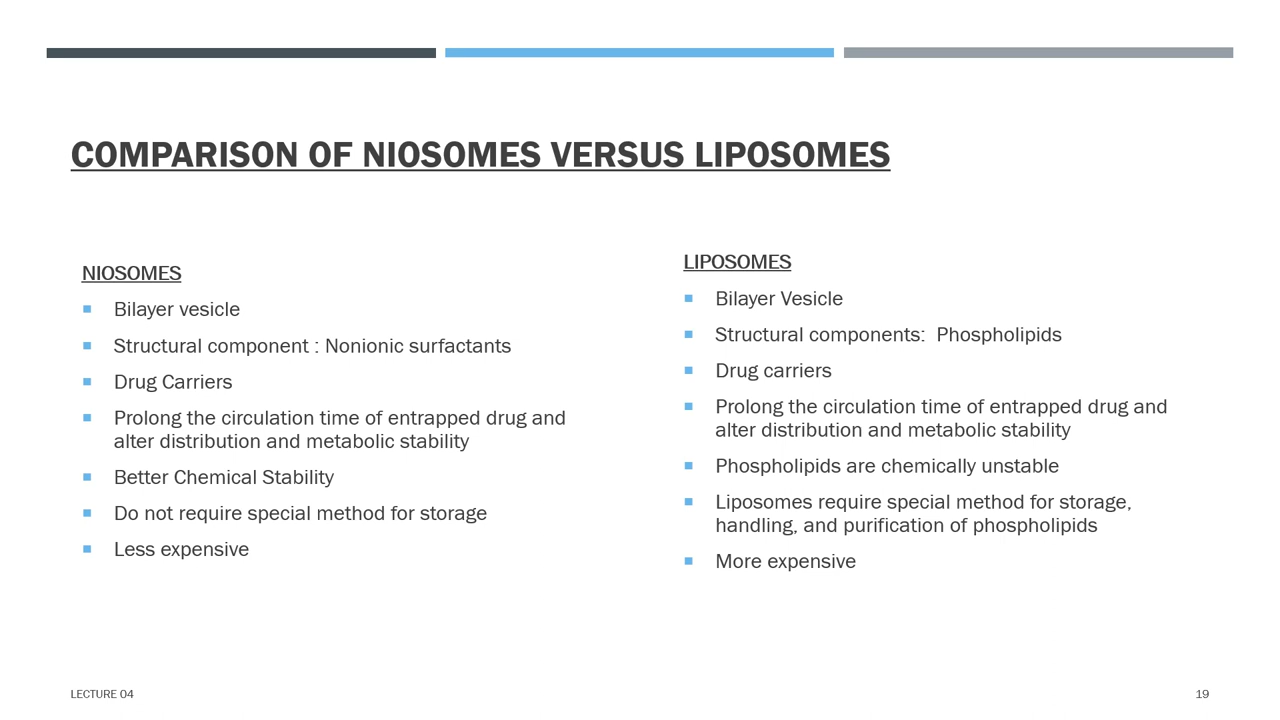 COMPARISON OF NIOSOMES VERSUS LIPOSOMES
NIOSOMES
Bilayer vesicle
Structural component : Nonionic surfactants
Drug Carriers
Prolong the circulation time of entrapped drug and
alter distribution and metabolic stability
Better Chemical Stability
Do not require special method for storage
Less expensive
LIPOSOMES
Bilayer Vesicle
Structural components:  Phospholipids
Drug carriers
Prolong the circulation time of entrapped drug and
alter distribution and metabolic stability
Phospholipids are chemically unstable
Liposomes require special method for storage,
handling, and purification of phospholipids
More expensive
LECTURE 04
19